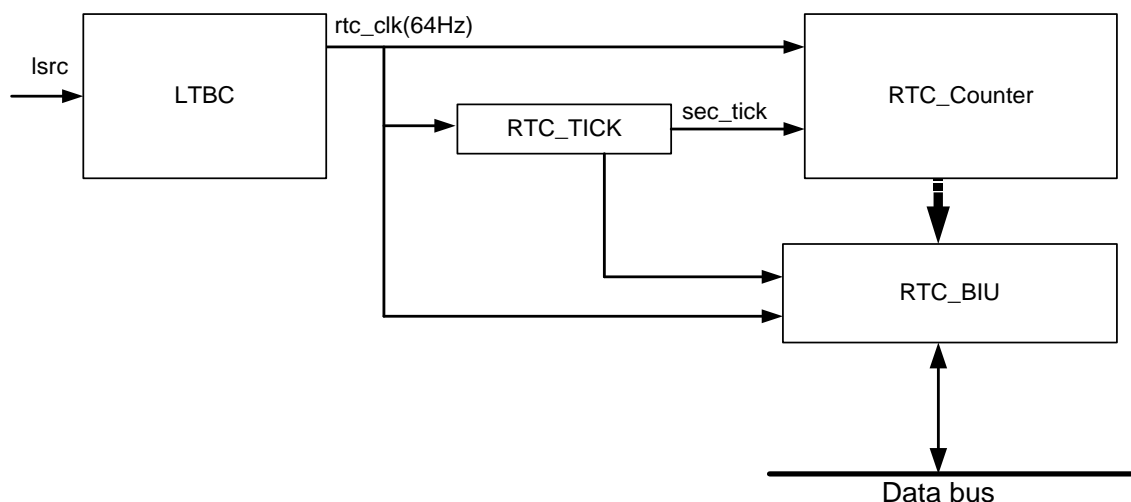 rtc_clk(64Hz)
lsrc
LTBC
RTC_Counter
RTC_TICK
sec_tick
RTC_BIU
Data bus